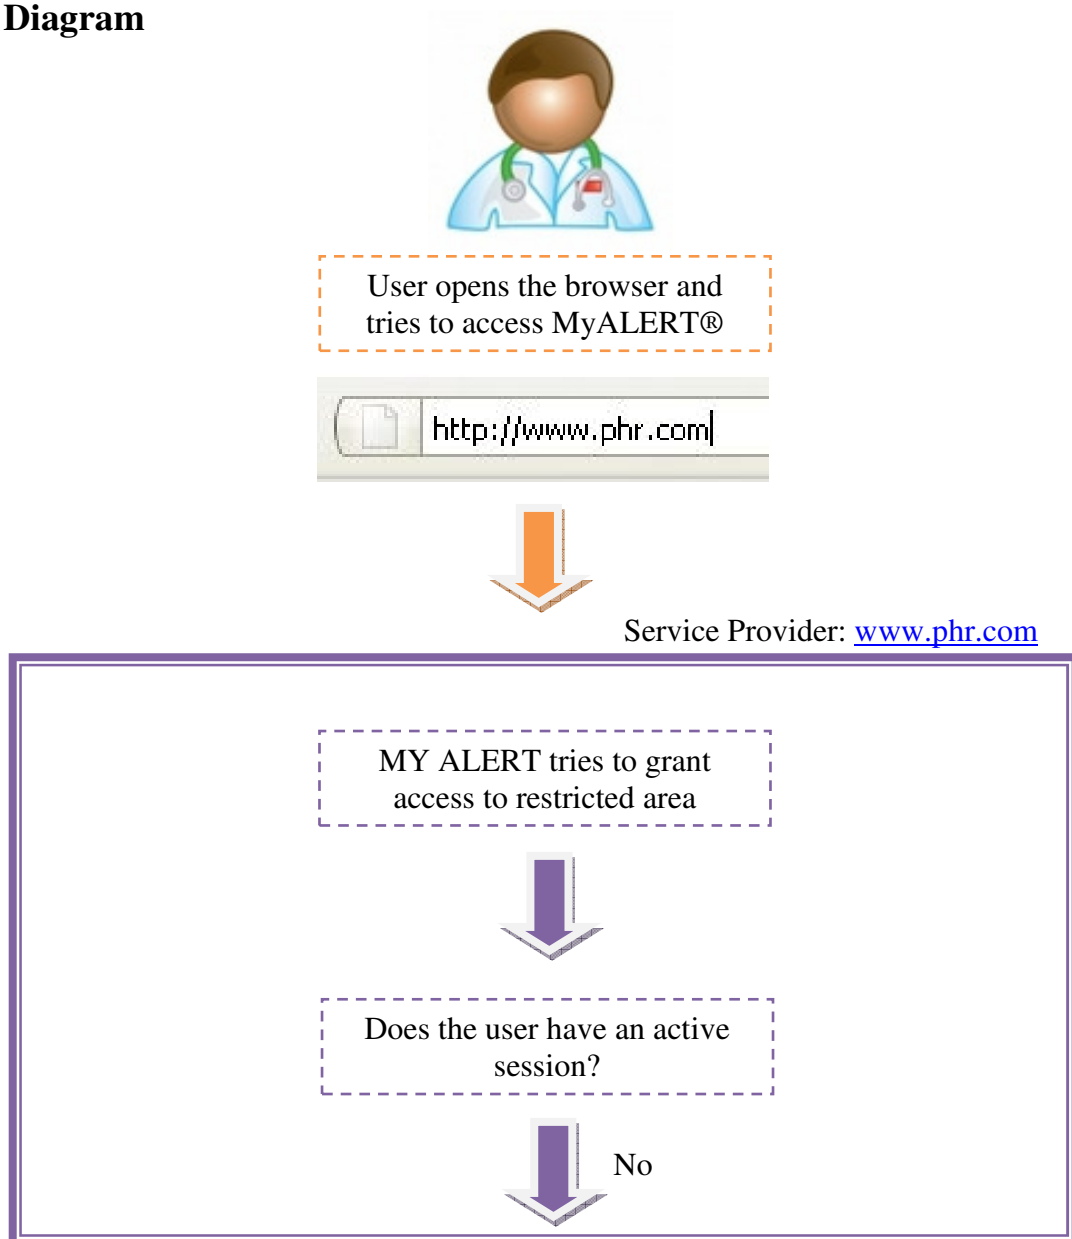 Diagram
User opens the browser and
tries to access MyALERT®
http://www.phr.com
Service Provider: www.phr.com
MY ALERT tries to grant
access to restricted area
Does the user have an active
session?
No